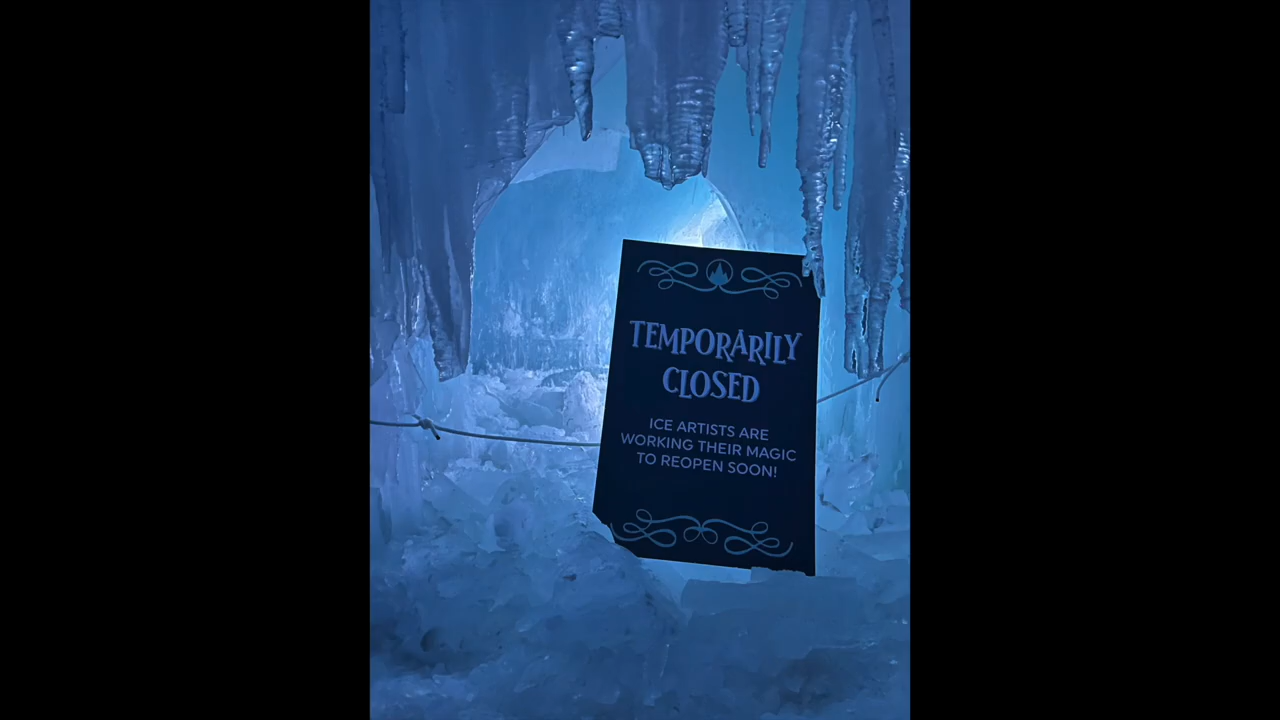 TEMPORARILY
CLOSED
ICE ARTISTS ARE
WORKING THEIR MAGIC
TO REOPEN SOON!